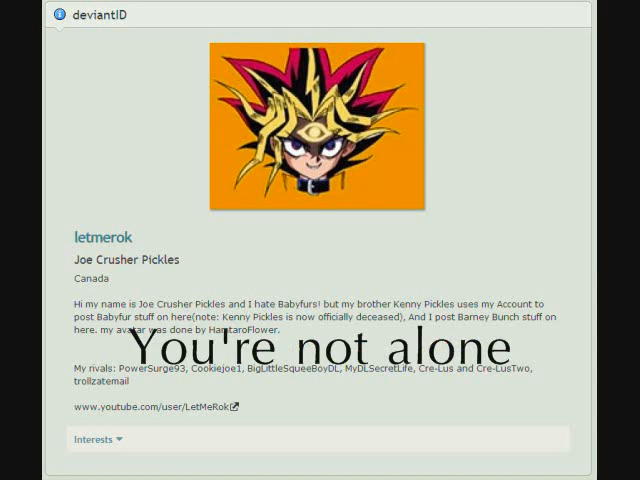 deviantID
letmerok
Joe Crusher Pickles
Canada
Hi my name is Joe Crusher Pickles and I hate Babyfurs! but my brother Kenny Pickles uses my Account to
post Babyfur stuff on here(note: Kenny Pickles is now officially deceased), And I post Barney Bunch stuff on
here. my avatar was done by HamtaroFlower.
You're not alone
My rivals: PowerSurge93, Cookiejoe1, BigLittleSqueeBoyDL, MyDLSecretLife, Cre-Lus and Cre-LusTwo,
trollzatemail
www.youtube.com/user/LetMeRok
Interests